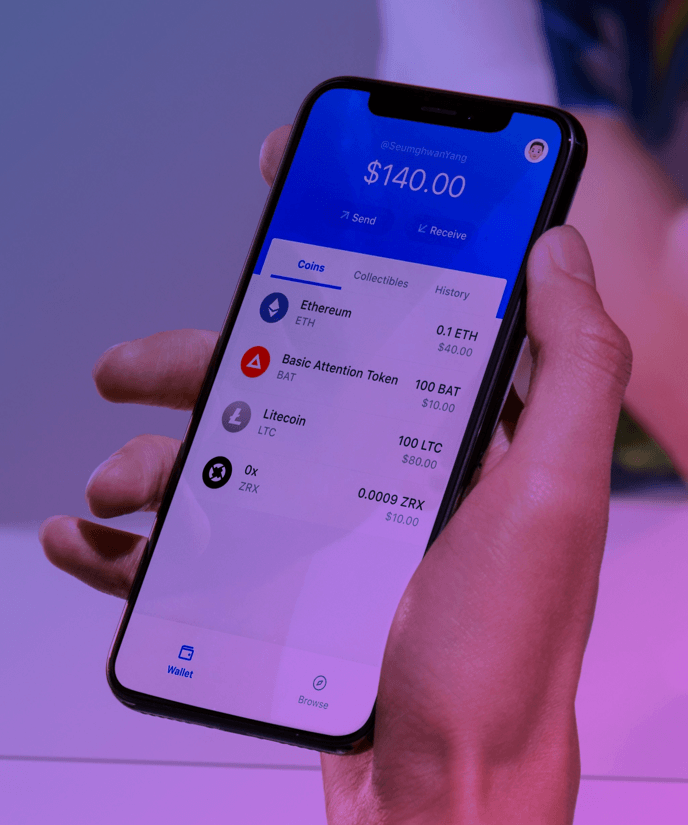 @SeumghwanYang
$140.00
Send
Receive
Coins
Collectibles
History
Ethereum
ETH
0.1 ETH
$40.00
Basic Attention Token
BAT
100 BAT
$10.00
Litecoin
LTC
100 LTC
$80.00
0x
ZRX
0.0009 ZRX
$10.00
Wallet
Browse